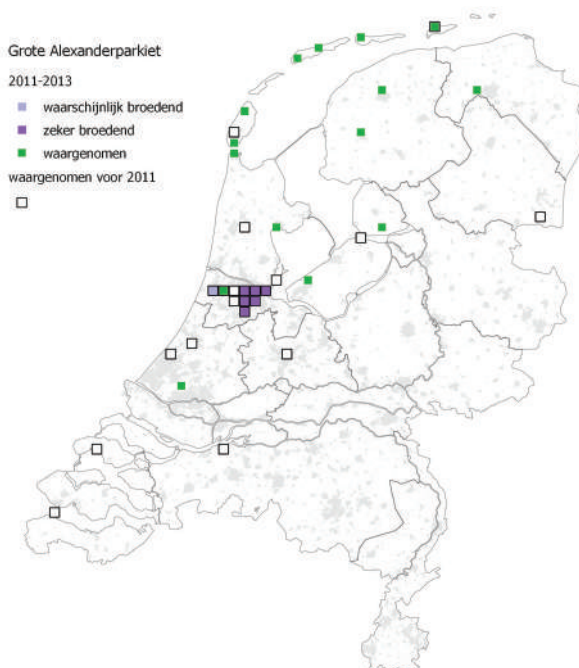 Grote Alexanderparkiet
2011-2013
waarschijnlijk broedend
zeker broedend
waargenomen
waargenomen voor 2011